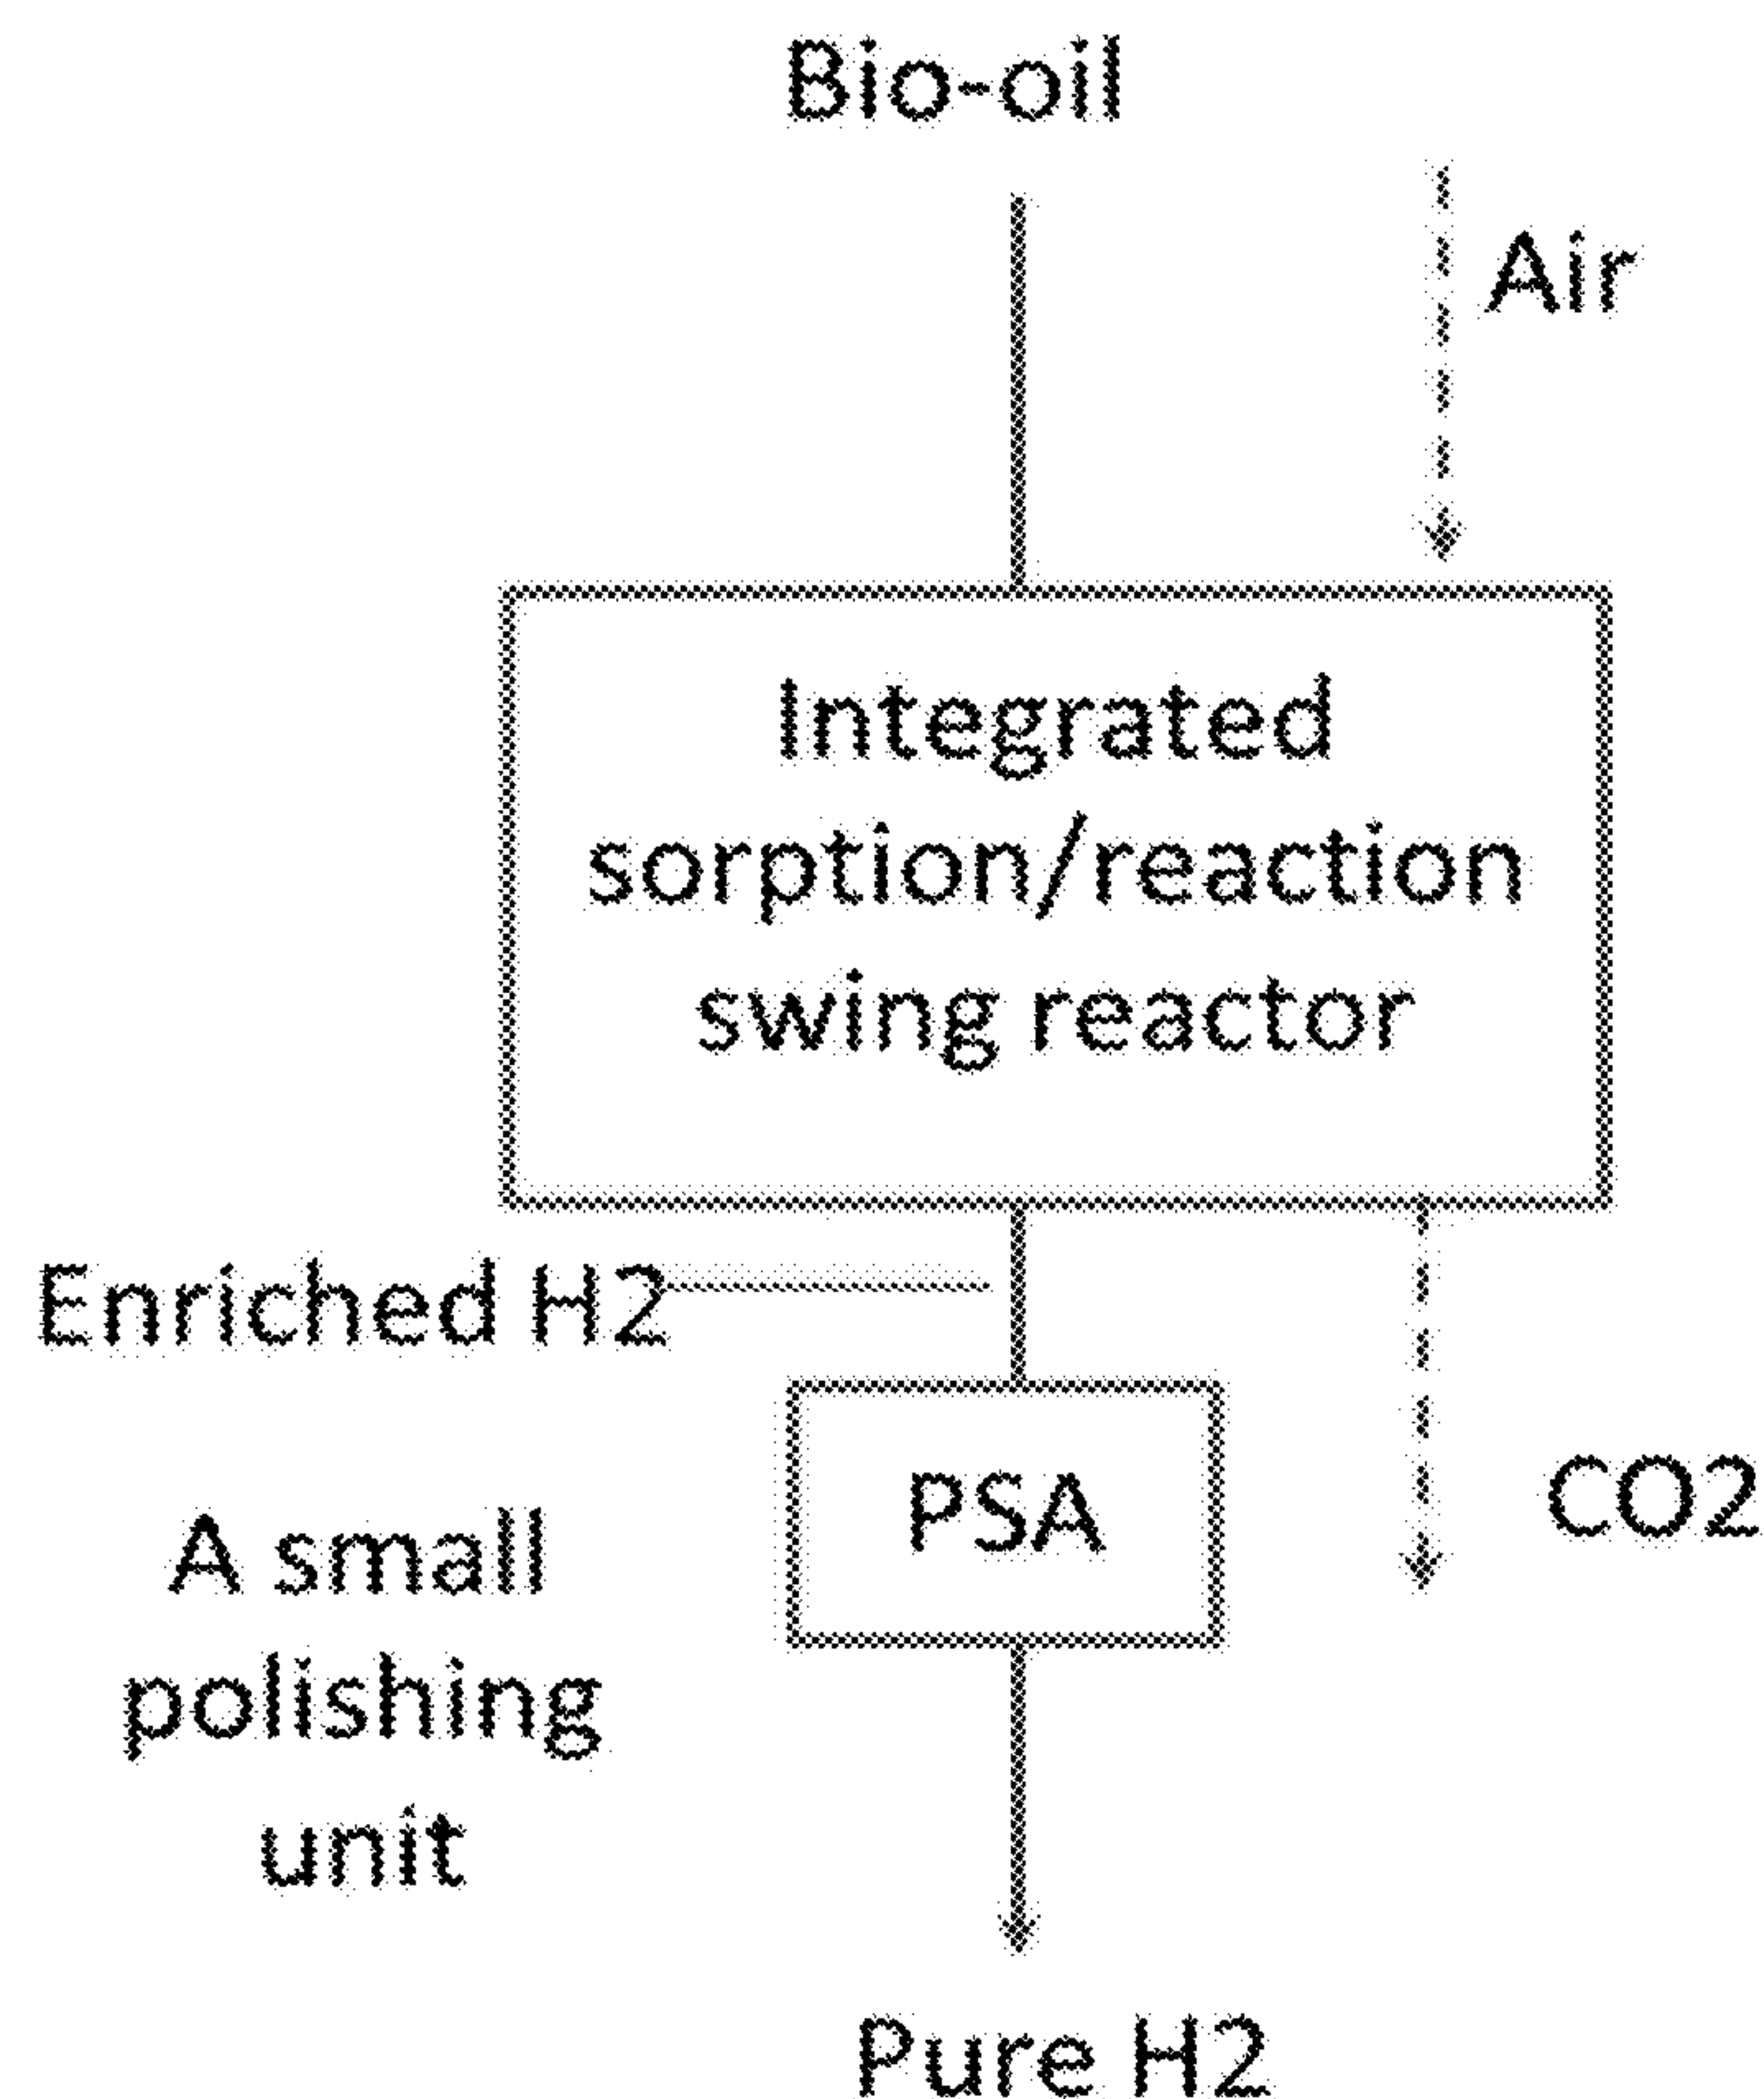 Bio-oil
Air
Integrated
sorption/reaction
swing reactor
Enriched H2
PSA
CO2
A small
polishing
unit
Pure H2